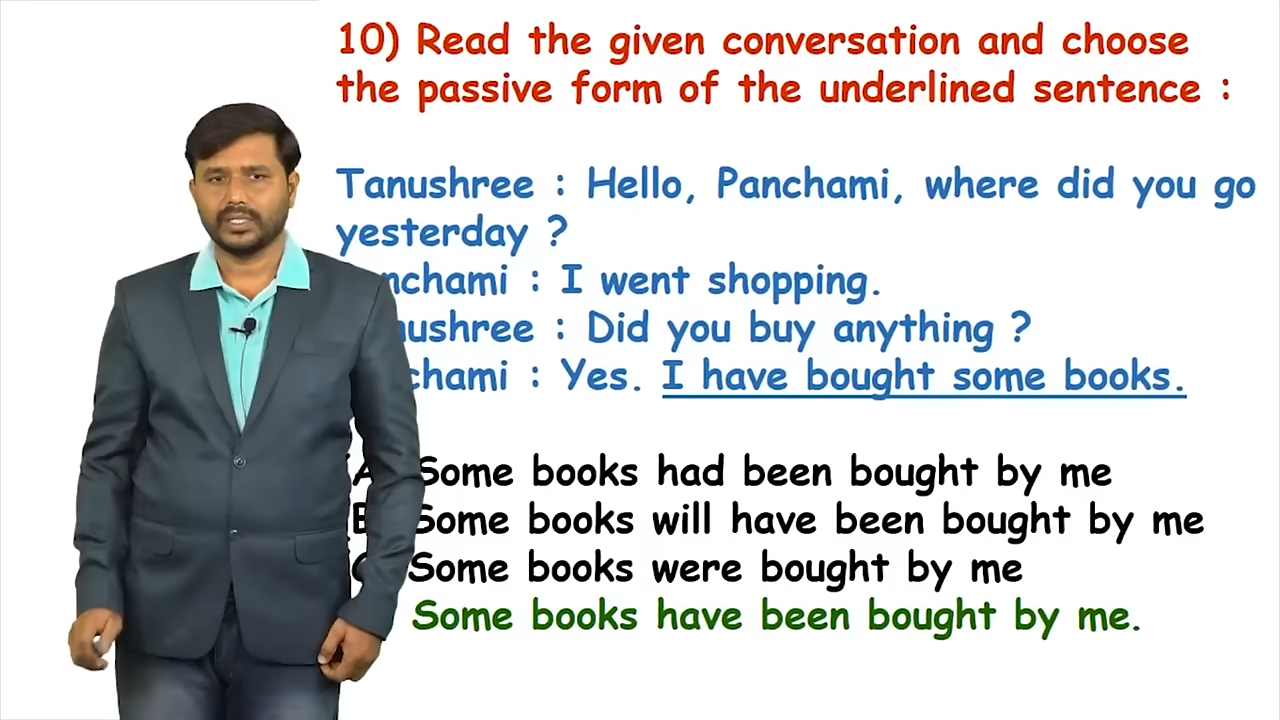 10) Read the given conversation and choose
the passive form of the underlined sentence :
Tanushree : Hello, Panchami, where did you go
yesterday ?
nchami : I went shopping.
nushree : Did you buy anything ?
chami : Yes. I have bought some books.
Some books had been bought by me
Some books will have been bought by me
Some books were bought by me
Some books have been bought by me.